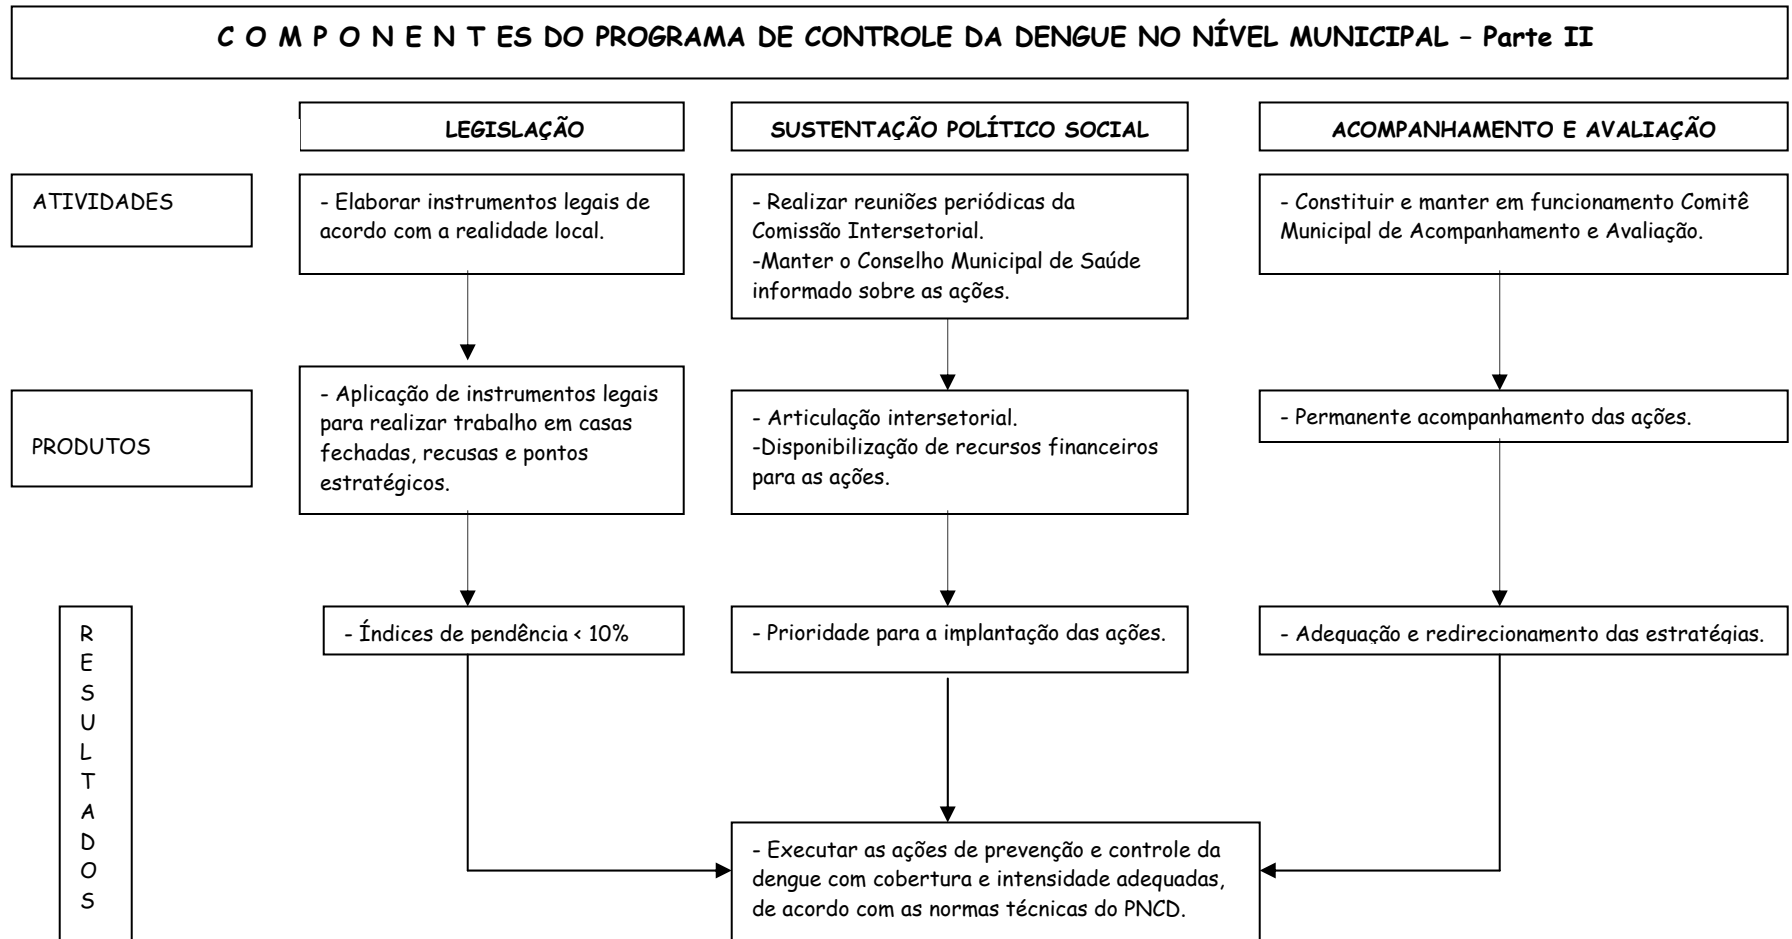 C O M P O N E N T ES DO PROGRAMA DE CONTROLE DA DENGUE NO NÍVEL MUNICIPAL – Parte II
LEGISLAÇÃO
SUSTENTAÇÃO POLÍTICO SOCIAL
ACOMPANHAMENTO E AVALIAÇÃO
ATIVIDADES
- Elaborar instrumentos legais de
acordo com a realidade local.
- Realizar reuniões periódicas da
Comissão Intersetorial.
-Manter o Conselho Municipal de Saúde
informado sobre as ações.
- Constituir e manter em funcionamento Comitê
Municipal de Acompanhamento e Avaliação.
PRODUTOS
- Aplicação de instrumentos legais
para realizar trabalho em casas
fechadas, recusas e pontos
estratégicos.
- Articulação intersetorial.
-Disponibilização de recursos financeiros
para as ações.
- Permanente acompanhamento das ações.
R
E
S
U
L
T
A
D
O
S
- Índices de pendência < 10%
- Prioridade para a implantação das ações.
- Adequação e redirecionamento das estratégias.
- Executar as ações de prevenção e controle da
dengue com cobertura e intensidade adequadas,
de acordo com as normas técnicas do PNCD.